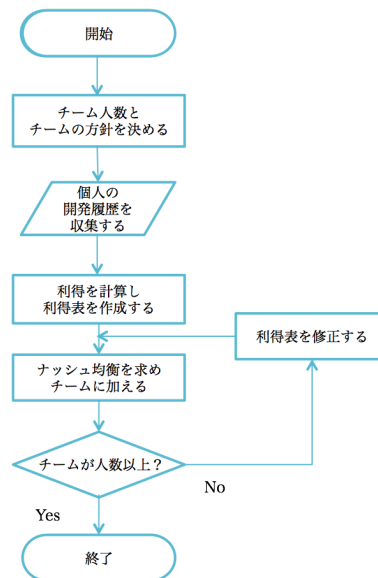 開始
チーム人数と
チームの方針を決める
個人の
開発履歴を
収集する
利得を計算し
利得表を作成する
利得表を修正する
ナッシュ均衡を求め
チームに加える
チームが人数以上？
No
Yes
終了